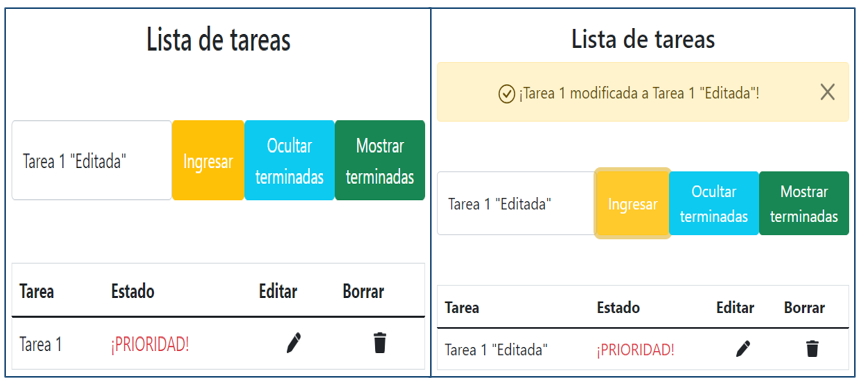 Lista de tareas
Tarea 1 "Editada"
Ingresar
Ocultar
terminadas
Mostrar
terminadas
Tarea Estado Editar Borrar
Tarea 1 ¡PRIORIDAD!
Lista de tareas
¡Tarea 1 modificada a Tarea 1 "Editada"!
Tarea 1 "Editada"
Ingresar
Ocultar
terminadas
Mostrar
terminadas
Tarea Estado Editar Borrar
Tarea 1 "Editada" ¡PRIORIDAD!